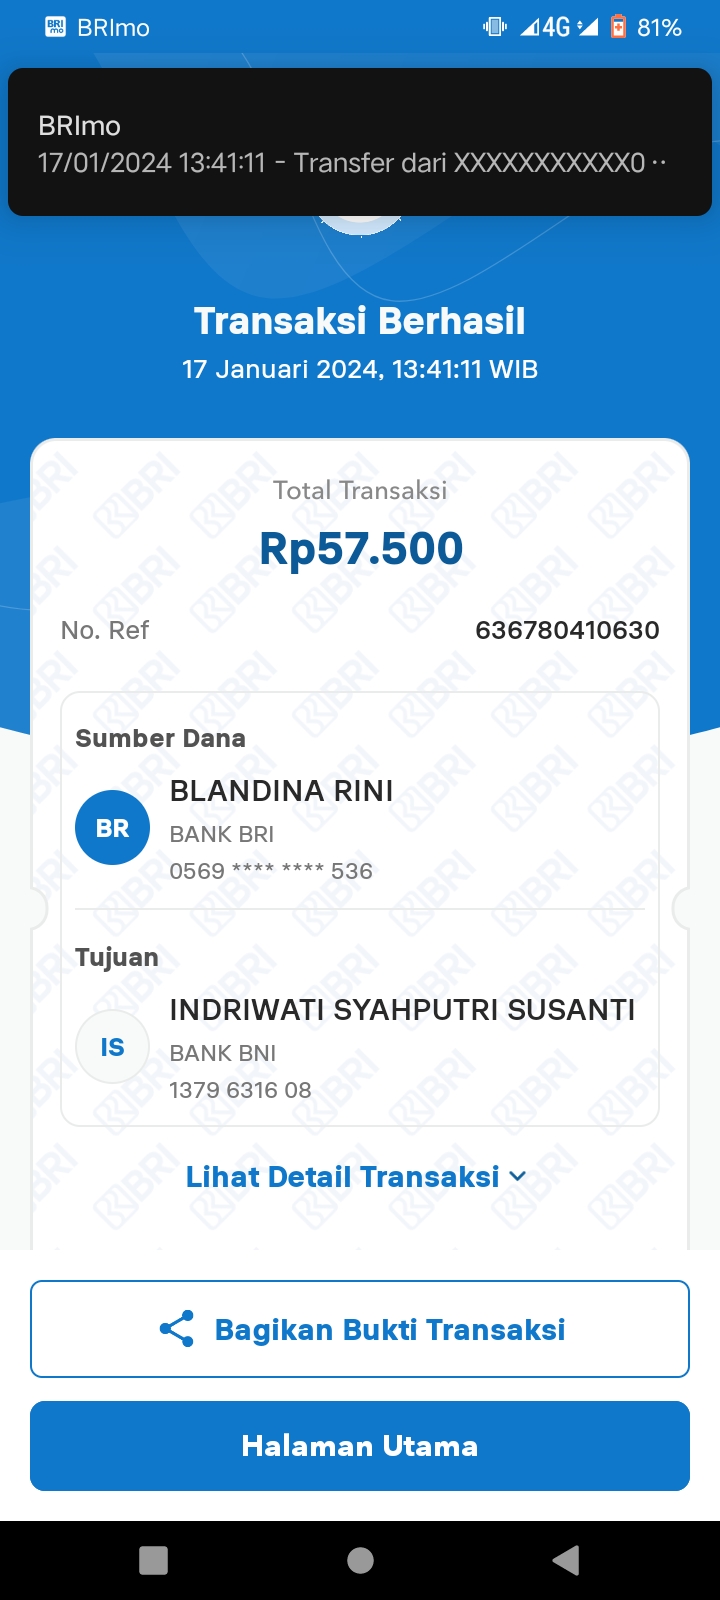 BRI
mo
BRImo
4G
81%
BRImo
17/01/2024 13:41:11 - Transfer dari XXXXXXXXXXX0 ··
Transaksi Berhasil
17 Januari 2024, 13:41:11 WIB
Total Transaksi
Rp57.500
No. Ref
636780410630
Sumber Dana
BR
BLANDINA RINI
BANK BRI
0569 **** **** 536
Tujuan
IS
INDRIWATI SYAHPUTRI SUSANTI
BANK BNI
1379 6316 08
Lihat Detail Transaksi
Bagikan Bukti Transaksi
Halaman Utama